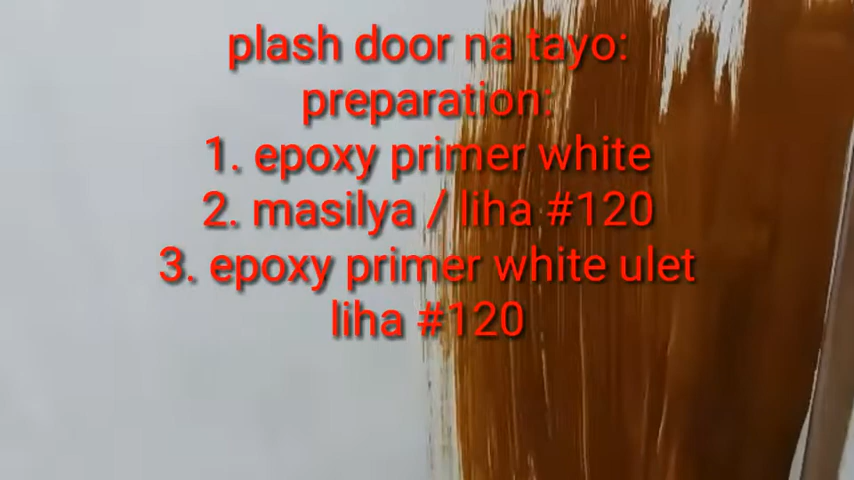 plash door na tayo:
preparation:
1. epoxy primer white
2. masilya / liha #120
3. epoxy primer white ulet
liha #120